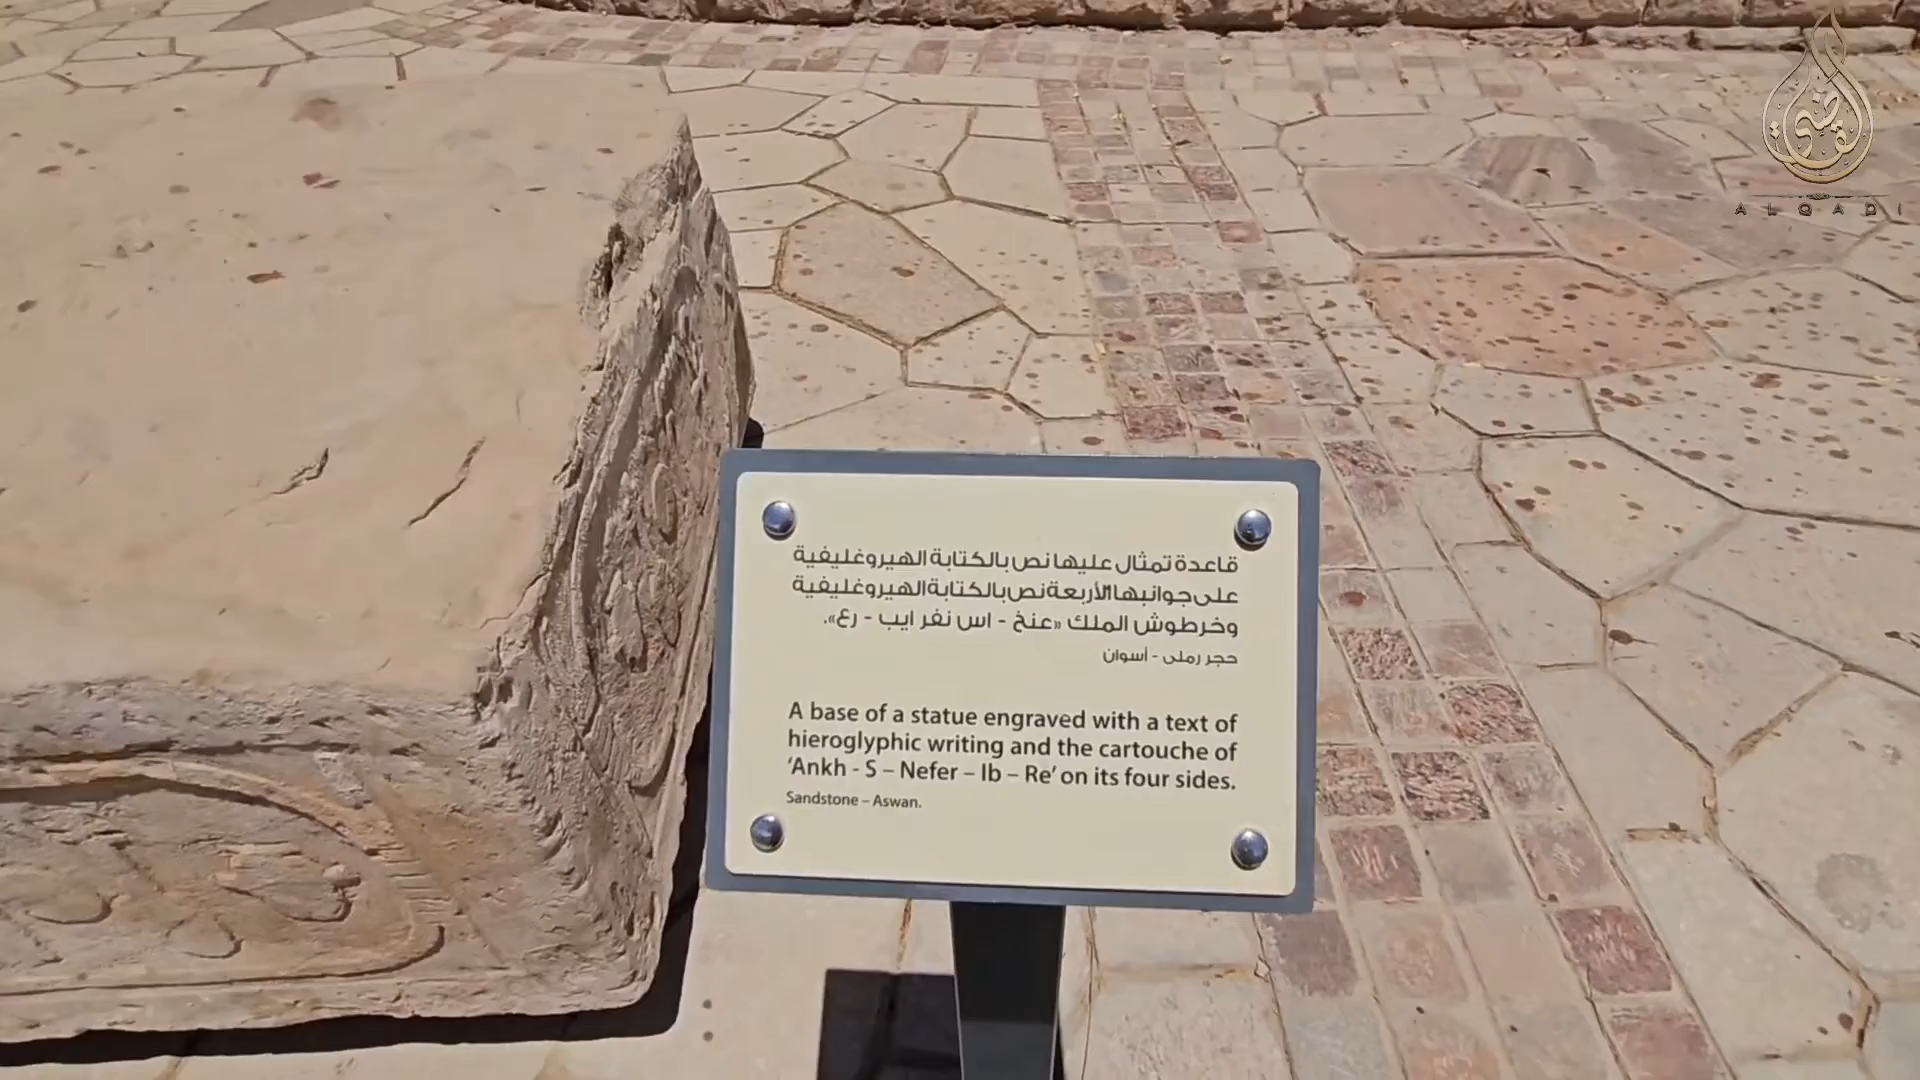 القاضي
ALQADI
قاعدة تمثال عليها نص بالكتابة الهيروغليفية
على جوانبها الأربعة نص بالكتابة الهيروغليفية
وخرطوش الملك «عنخ - اس نفر ايب - رع».
حجر رملى - أسوان
A base of a statue engraved with a text of
hieroglyphic writing and the cartouche of
‘Ankh - S – Nefer – Ib – Re’ on its four sides.
Sandstone – Aswan.